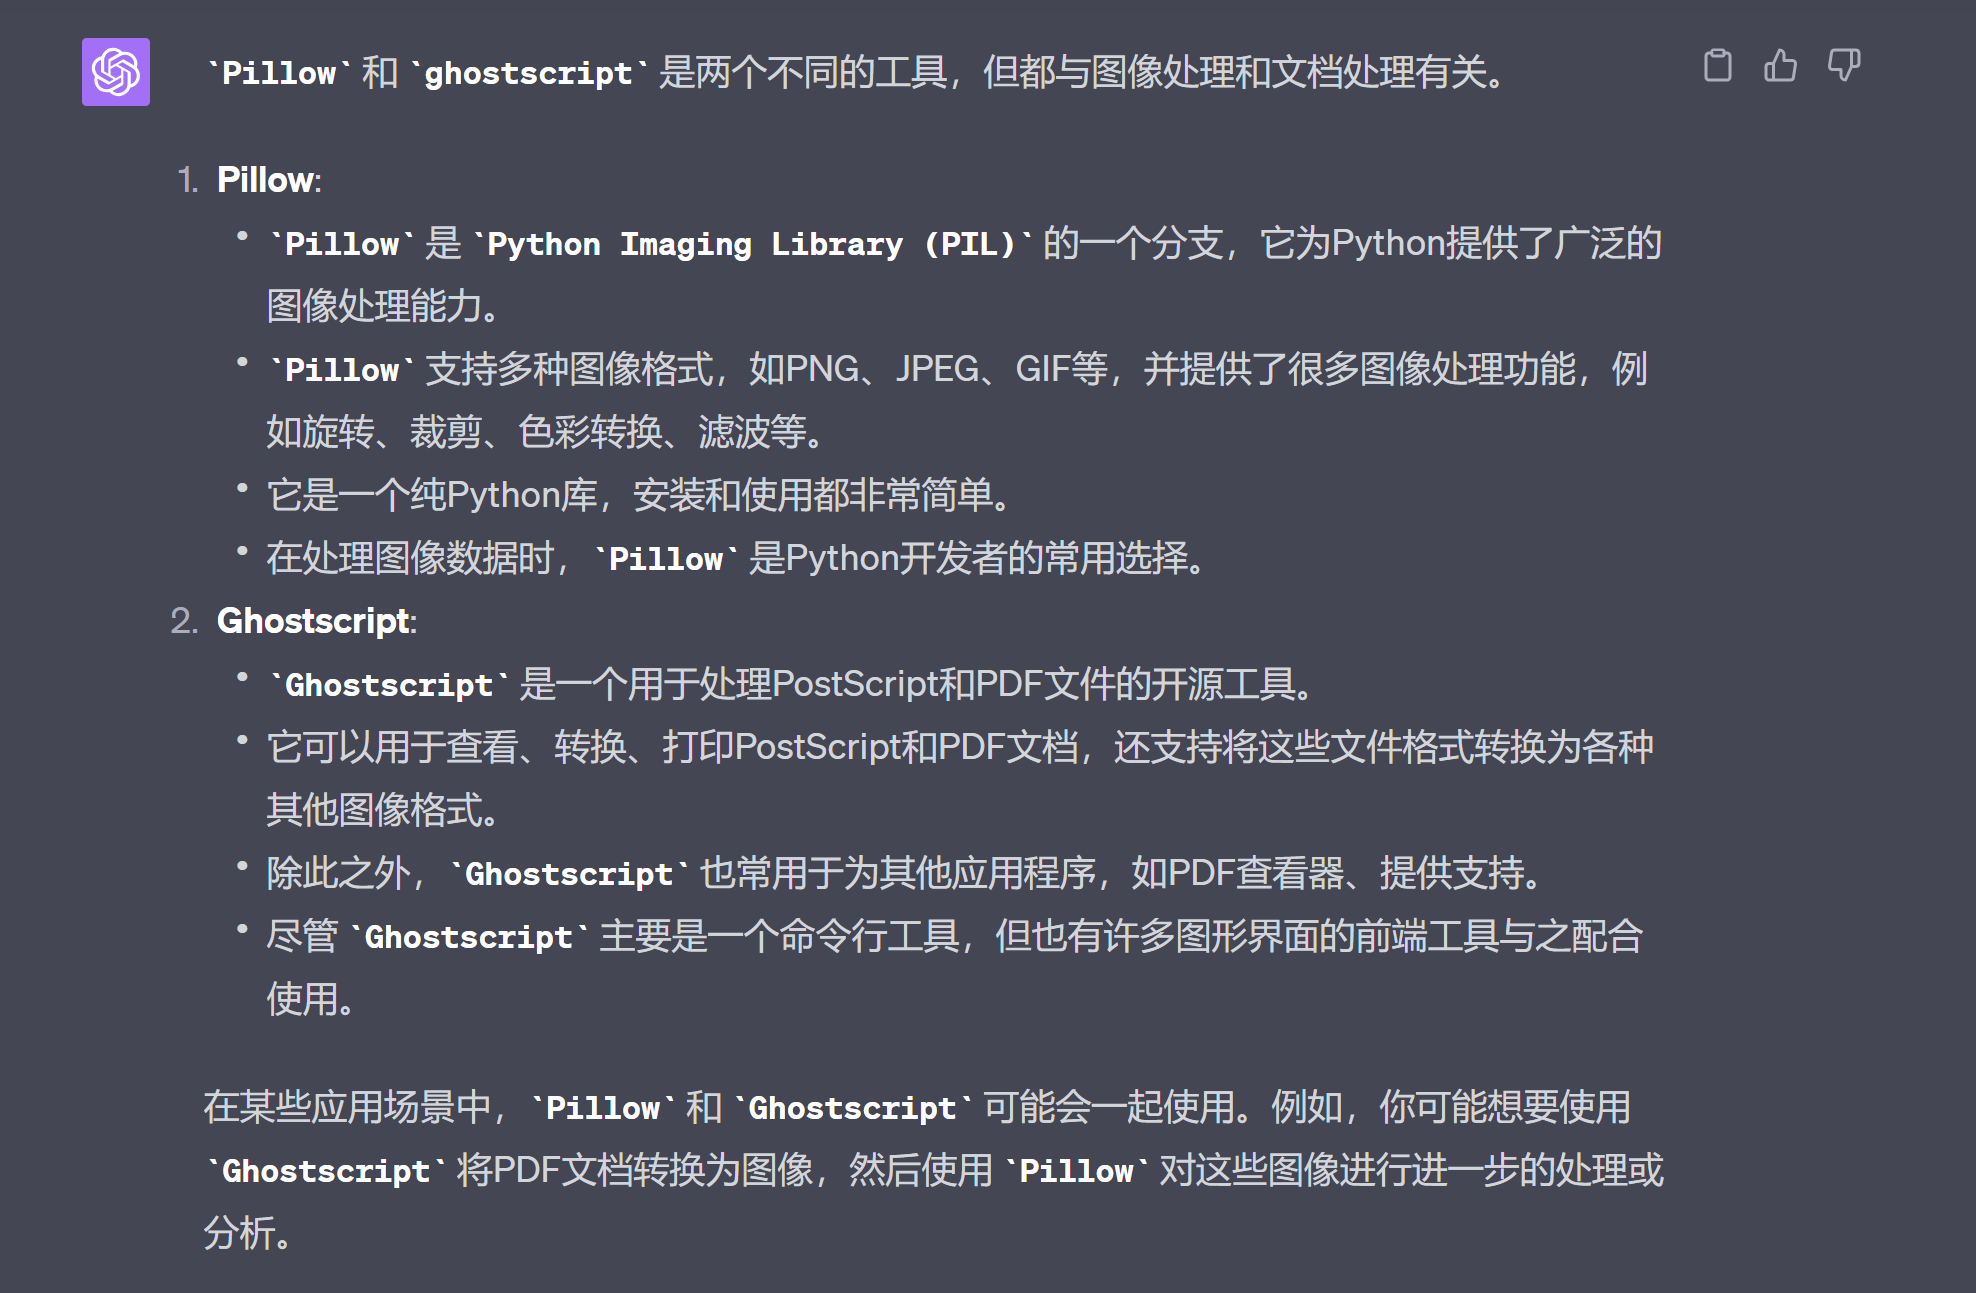 `Pillow` 和 `ghostscript` 是两个不同的工具，但都与图像处理和文档处理有关。
1. Pillow:
• `Pillow` 是 `Python Imaging Library (PIL)` 的一个分支，它为Python提供了广泛的
图像处理能力。
• `Pillow` 支持多种图像格式，如PNG、JPEG、GIF等，并提供了很多图像处理功能，例
如旋转、裁剪、色彩转换、滤波等。
• 它是一个纯Python库，安装和使用都非常简单。
• 在处理图像数据时，`Pillow` 是Python开发者的常用选择。
2. Ghostscript:
• `Ghostscript` 是一个用于处理PostScript和PDF文件的开源工具。
• 它可以用于查看、转换、打印PostScript和PDF文档，还支持将这些文件格式转换为各种
其他图像格式。
• 除此之外，`Ghostscript` 也常用于为其他应用程序，如PDF查看器、提供支持。
• 尽管 `Ghostscript` 主要是一个命令行工具，但也有许多图形界面的前端工具与之配合
使用。
在某些应用场景中，`Pillow` 和 `Ghostscript` 可能会一起使用。例如，你可能想要使用
`Ghostscript` 将PDF文档转换为图像，然后使用 `Pillow` 对这些图像进行进一步的处理或
分析。